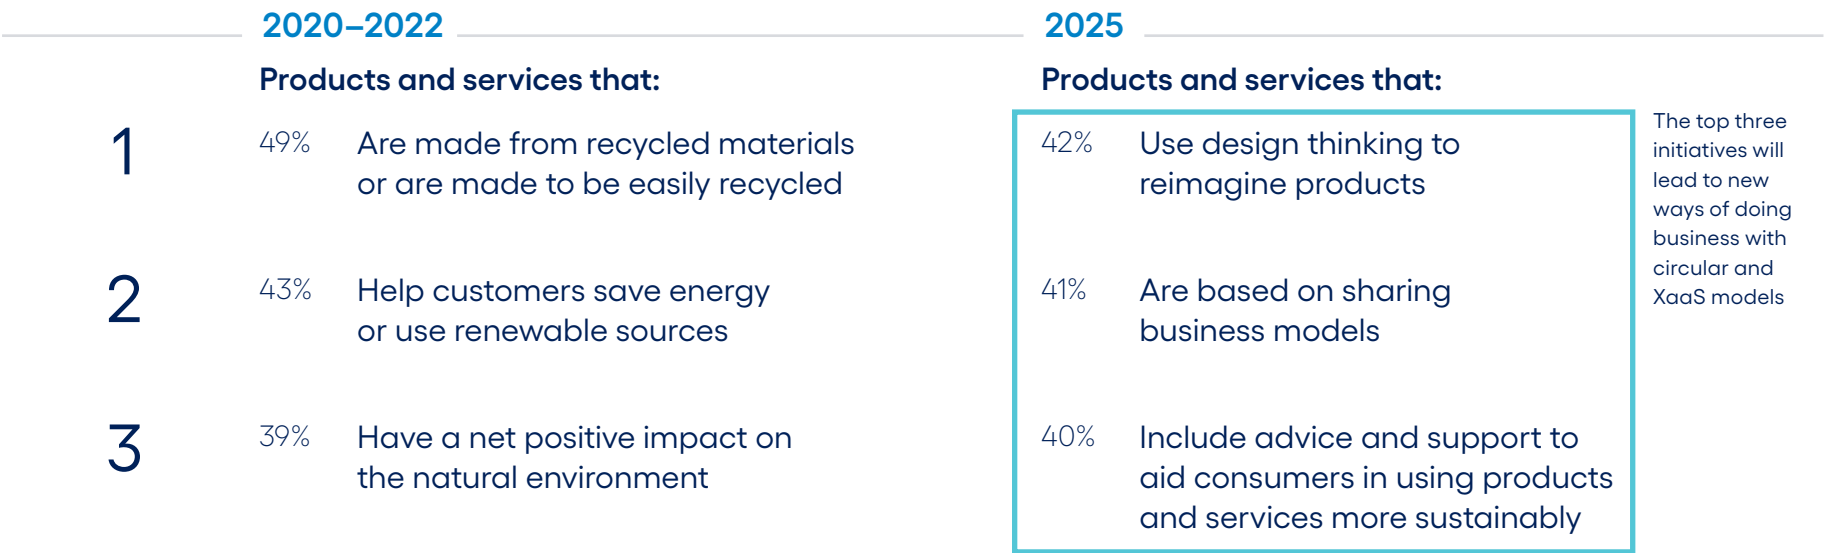 2020–2022
2025
Products and services that:
Products and services that:
1
49%
Are made from recycled materials
or are made to be easily recycled
42%
Use design thinking to
reimagine products
The top three
initiatives will
lead to new
ways of doing
business with
circular and
XaaS models
2
43%
Help customers save energy
or use renewable sources
41%
Are based on sharing
business models
3
39%
Have a net positive impact on
the natural environment
40%
Include advice and support to
aid consumers in using products
and services more sustainably